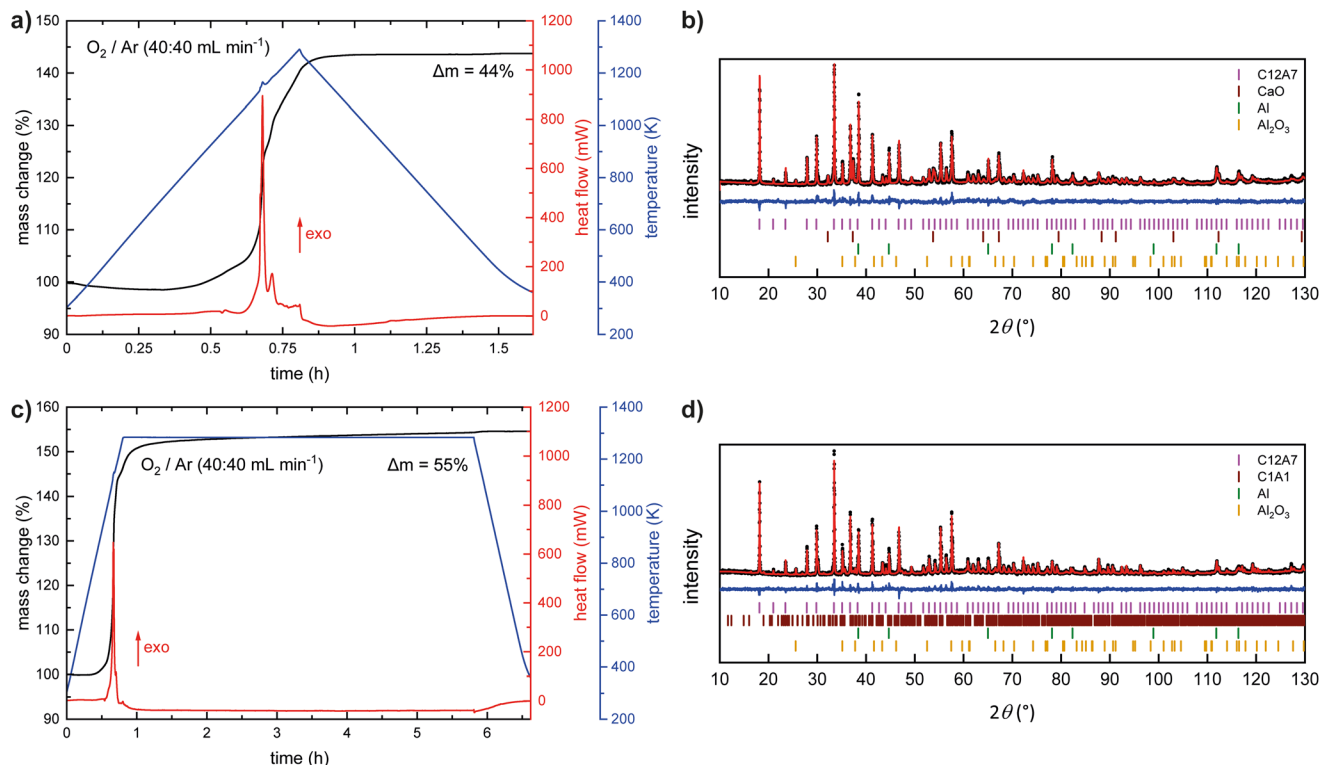 a)
150
140
130
120
110
100
90
mass change (%)
O₂ / Ar (40:40 mL min⁻¹)
Δm = 44%
exo
0
0.25
0.5
0.75
1
1.25
1.5
time (h)
1200
1000
800
600
400
200
0
heat flow (mW)
1400
1200
1000
800
600
400
200
temperature (K)
b)
intensity
C12A7
CaO
Al
Al₂O₃
10 20 30 40 50 60 70 80 90 100 110 120 130
2θ (°)
c)
160
150
140
130
120
110
100
90
mass change (%)
O₂ / Ar (40:40 mL min⁻¹)
Δm = 55%
exo
0 1 2 3 4 5 6
time (h)
1200
1000
800
600
400
200
0
heat flow (mW)
1400
1200
1000
800
600
400
200
temperature (K)
d)
intensity
C12A7
C1A1
Al
Al₂O₃
10 20 30 40 50 60 70 80 90 100 110 120 130
2θ (°)